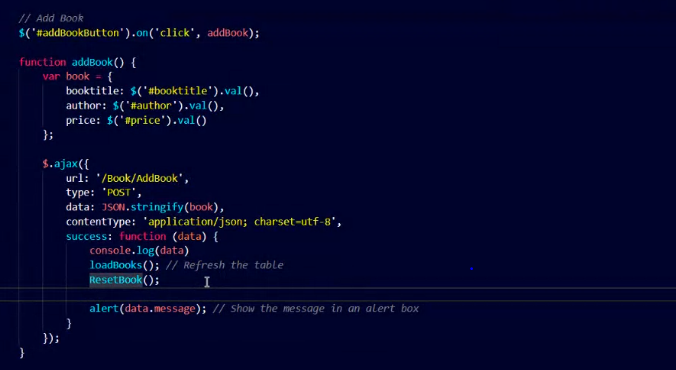 // Add Book
$('#addBookButton').on('click', addBook);
function addBook() {
var book = {
booktitle: $('#booktitle').val(),
author: $('#author').val(),
price: $('#price').val()
};
$.ajax({
url: '/Book/AddBook',
type: 'POST',
data: JSON.stringify(book),
contentType: 'application/json; charset=utf-8',
success: function (data) {
console.log(data)
loadBooks(); // Refresh the table
ResetBook();
alert(data.message); // Show the message in an alert box
}
});
}